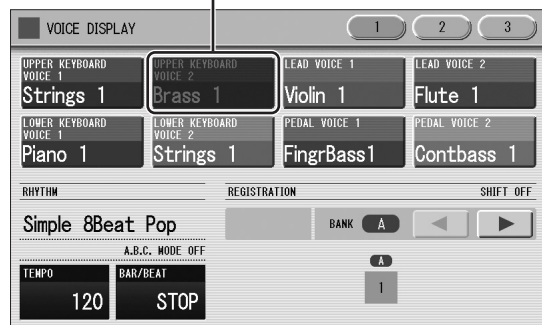 VOICE DISPLAY
1 2 3
UPPER KEYBOARD VOICE 1
Strings 1
UPPER KEYBOARD VOICE 2
Brass 1
LEAD VOICE 1
Violin 1
LEAD VOICE 2
Flute 1
LOWER KEYBOARD VOICE 1
Piano 1
LOWER KEYBOARD VOICE 2
Strings 1
PEDAL VOICE 1
FingrBass1
PEDAL VOICE 2
Contbass 1
RHYTHM
Simple 8Beat Pop
A.B.C. MODE OFF
TEMPO
120
BAR/BEAT
STOP
REGISTRATION
SHIFT OFF
BANK A
A
1